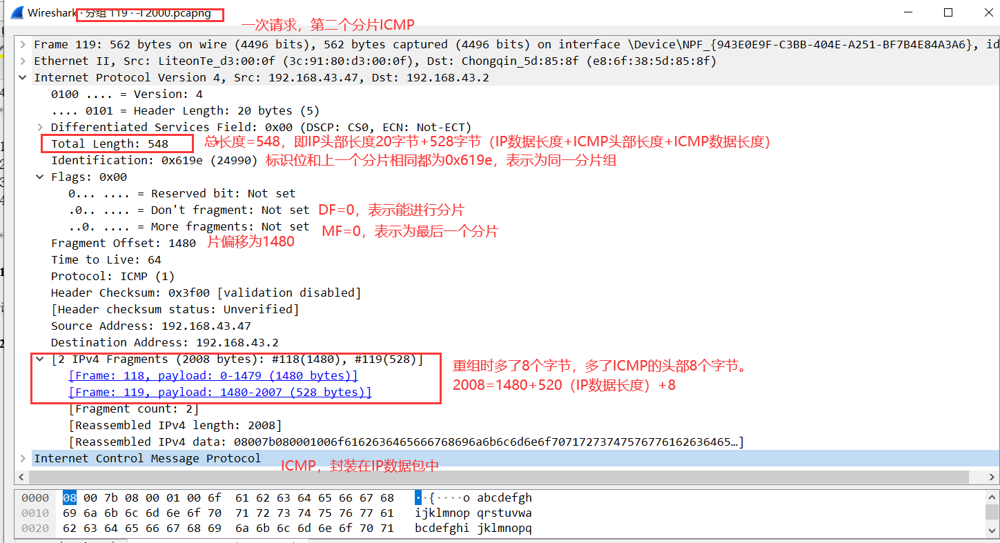 Wireshark · 分组 119 · -l 2000.pcapng
一次请求，第二个分片ICMP
Frame 119: 562 bytes on wire (4496 bits), 562 bytes captured (4496 bits) on interface \Device\NPF_{943E0E9F-C3BB-404E-A251-BF7B4E84A3A6}, id
Ethernet II, Src: LiteonTe_d3:00:0f (3c:91:80:d3:00:0f), Dst: Chongqin_5d:85:8f (e8:6f:38:5d:85:8f)
Internet Protocol Version 4, Src: 192.168.43.47, Dst: 192.168.43.2
0100 .... = Version: 4
.... 0101 = Header Length: 20 bytes (5)
Differentiated Services Field: 0x00 (DSCP: CS0, ECN: Not-ECT)
Total Length: 548 总长度=548，即IP头部长度20字节+528字节（IP数据长度+ICMP头部长度+ICMP数据长度）
Identification: 0x619e (24990) 标识位和上一个分片相同都为0x619e，表示为同一分片组
Flags: 0x00
0... .... = Reserved bit: Not set
.0.. .... = Don't fragment: Not set DF=0，表示能进行分片
..0. .... = More fragments: Not set MF=0，表示为最后一个分片
Fragment Offset: 1480 片偏移为1480
Time to Live: 64
Protocol: ICMP (1)
Header Checksum: 0x3f00 [validation disabled]
[Header checksum status: Unverified]
Source Address: 192.168.43.47
Destination Address: 192.168.43.2
[2 IPv4 Fragments (2008 bytes): #118(1480), #119(528)]
重组时多了8个字节，多了ICMP的头部8个字节。
[Frame: 118, payload: 0-1479 (1480 bytes)]
2008=1480+520（IP数据长度）+8
[Frame: 119, payload: 1480-2007 (528 bytes)]
[Fragment count: 2]
[Reassembled IPv4 length: 2008]
[Reassembled IPv4 data: 08007b080001006f6162636465666768696a6b6c6d6e6f7071727374757677616263646465…]
Internet Control Message Protocol
ICMP，封装在IP数据包中
0000 08 00 7b 08 00 01 00 6f 61 62 63 64 65 66 67 68 ··{····o abcdefgh
0010 69 6a 6b 6c 6d 6e 6f 70 71 72 73 74 75 76 77 61 ijklmnop qrstuvwa
0020 62 63 64 65 66 67 68 69 6a 6b 6c 6d 6e 6f 70 71 bcdefghi jklmnopq